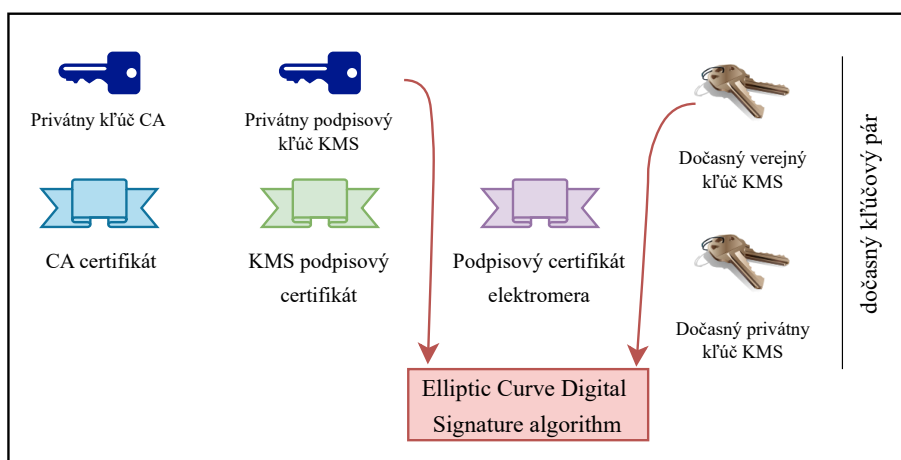 Privátny kľúč CA
Privátny podpisový
kľúč KMS
Dočasný verejný
kľúč KMS
CA certifikát
KMS podpisový
certifikát
Podpisový certifikát
elektromera
Dočasný privátny
kľúč KMS
dočasný kľúčový pár
Elliptic Curve Digital
Signature algorithm